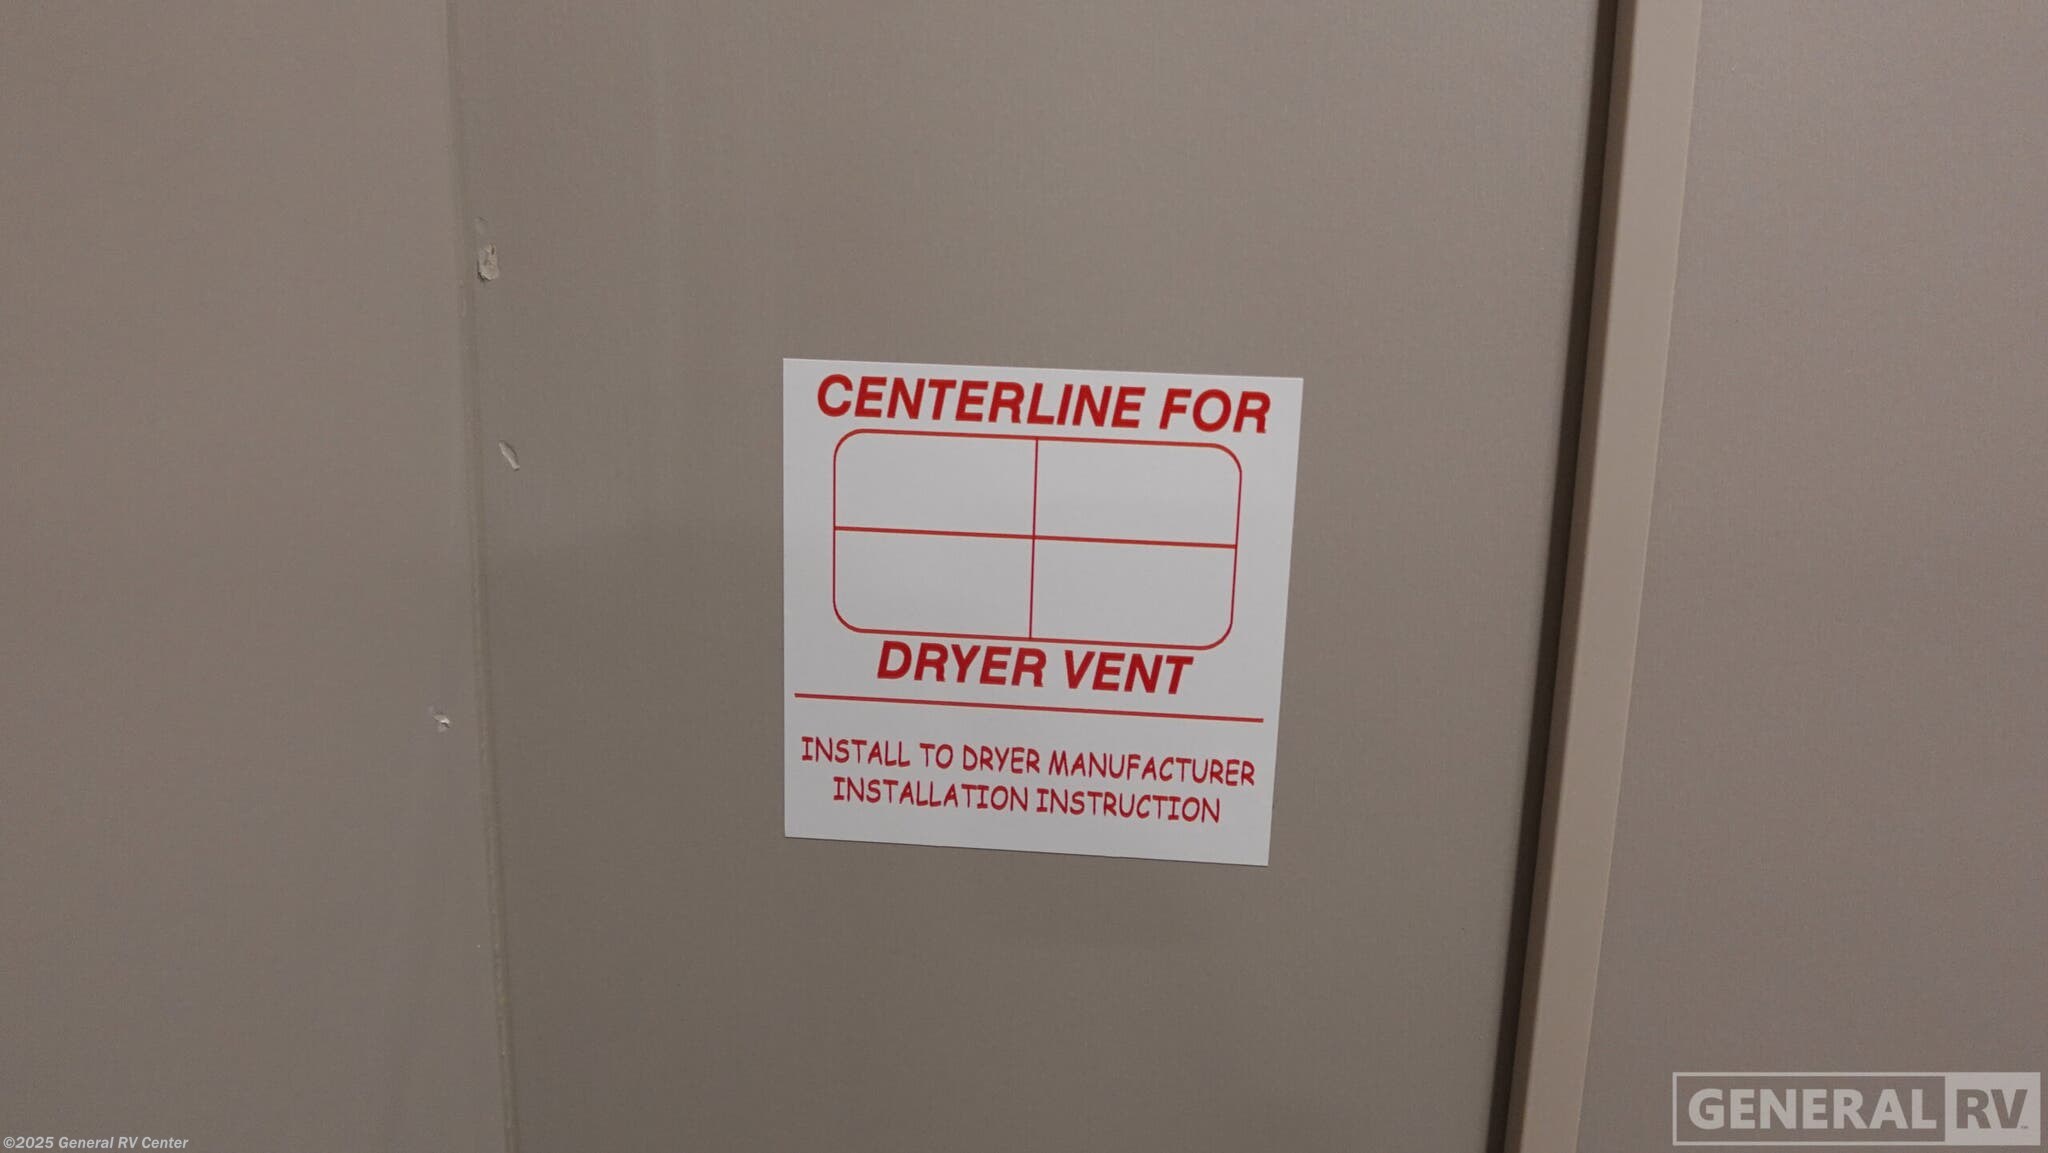 CENTERLINE FOR
DRYER VENT
INSTALL TO DRYER MANUFACTURER
INSTALLATION INSTRUCTION
GENERAL RV
©2025 General RV Center